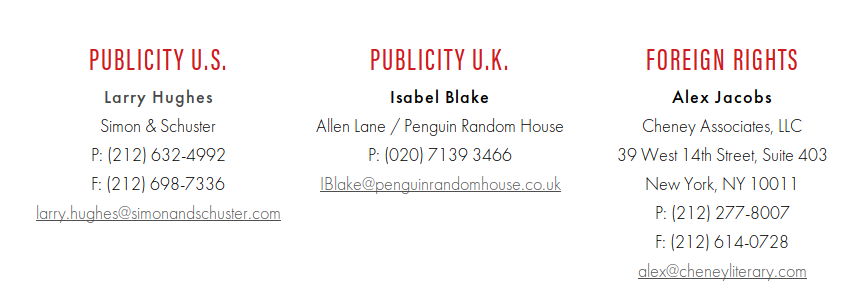 PUBLICITY U.S.
Larry Hughes
Simon & Schuster
P: (212) 632-4992
F: (212) 698-7336
larry.hughes@simonandschuster.com
PUBLICITY U.K.
Isabel Blake
Allen Lane / Penguin Random House
P: (020) 7139 3466
IBlake@penguinrandomhouse.co.uk
FOREIGN RIGHTS
Alex Jacobs
Cheney Associates, LLC
39 West 14th Street, Suite 403
New York, NY 10011
P: (212) 277-8007
F: (212) 614-0728
alex@cheneyliterary.com